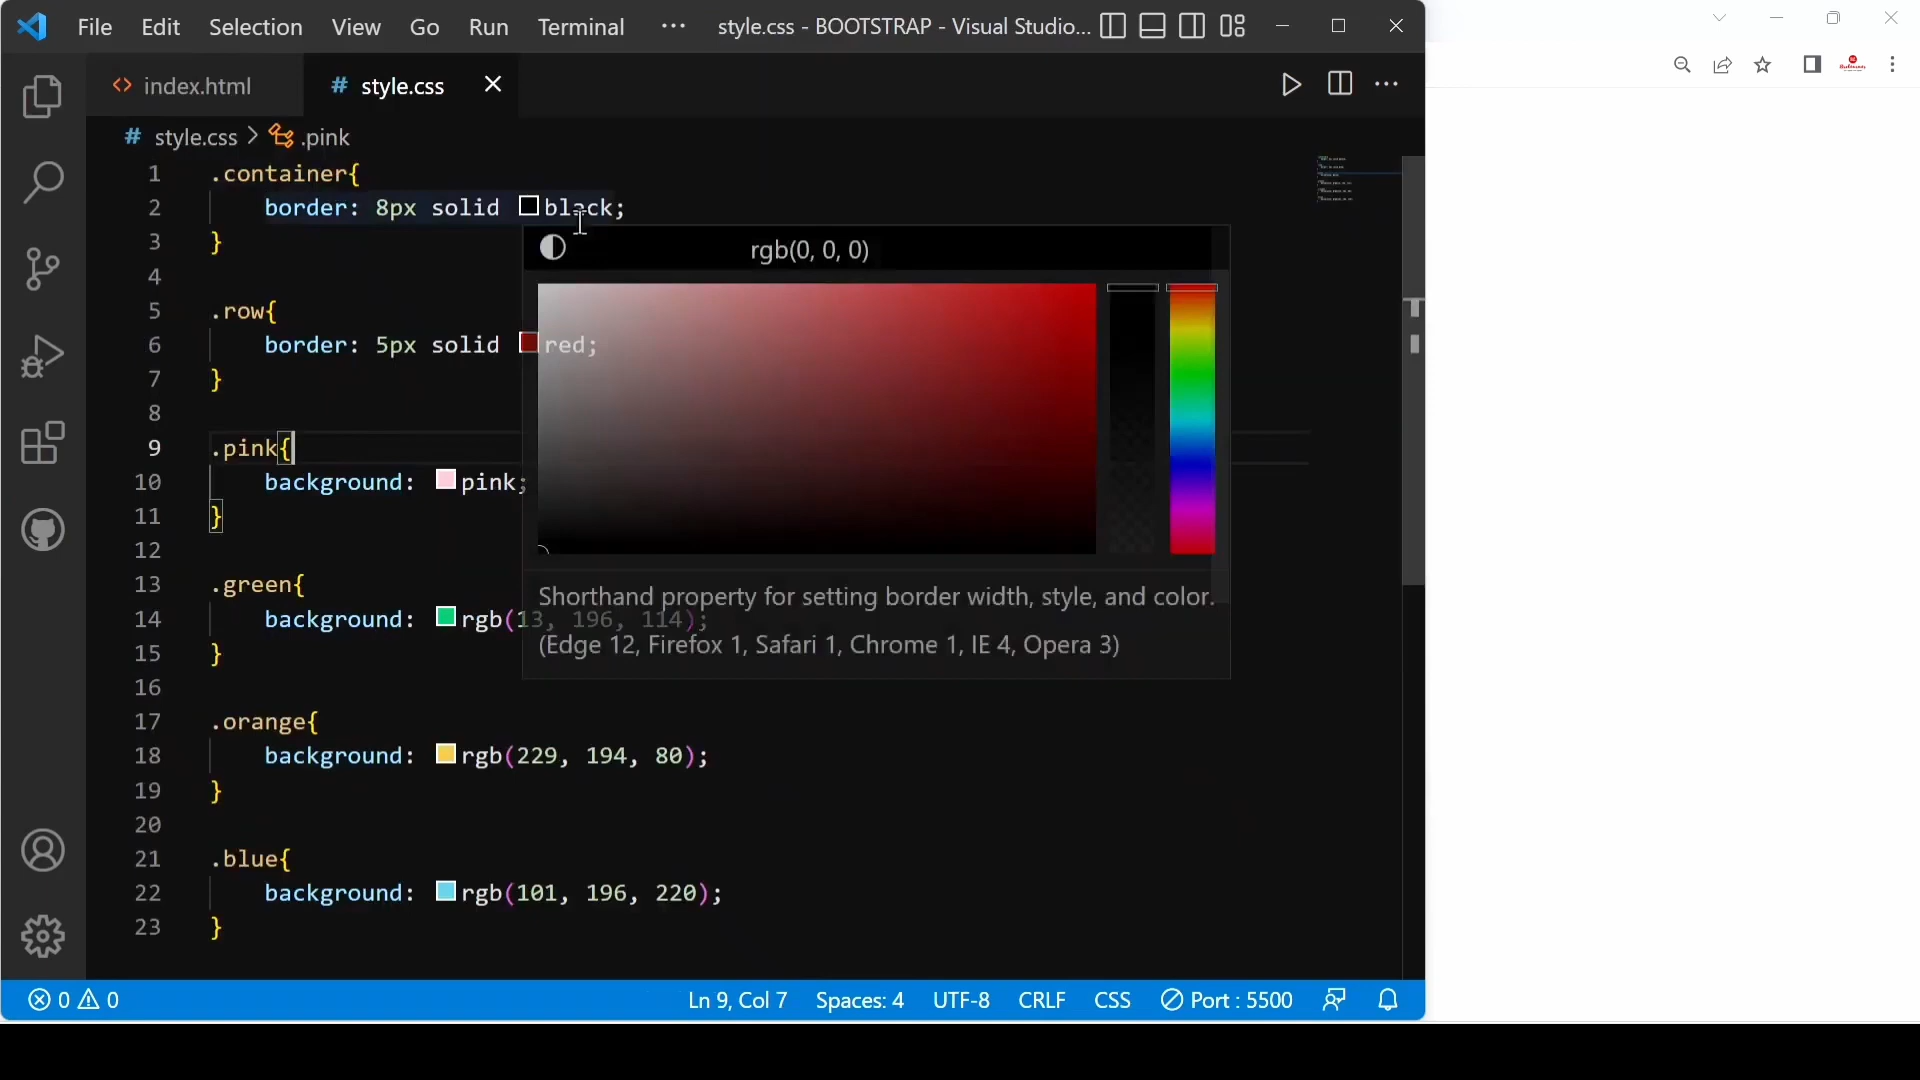 File Edit Selection View Go Run Terminal ··· style.css - BOOTSTRAP - Visual Studio...
<> index.html # style.css
# style.css > .pink
1 .container{
2 border: 8px solid black;
rgb(0, 0, 0)
3 }
4
5 .row{
6 border: 5px solid red;
7 }
8
9 .pink{
10 background: pink;
11 }
12
13 .green{
Shorthand property for setting border width, style, and color.
14 background: rgb(13, 196, 114);
(Edge 12, Firefox 1, Safari 1, Chrome 1, IE 4, Opera 3)
15 }
16
17 .orange{
18 background: rgb(229, 194, 80);
19 }
20
21 .blue{
22 background: rgb(101, 196, 220);
23 }
0 0 Ln 9, Col 7 Spaces: 4 UTF-8 CRLF CSS Port : 5500